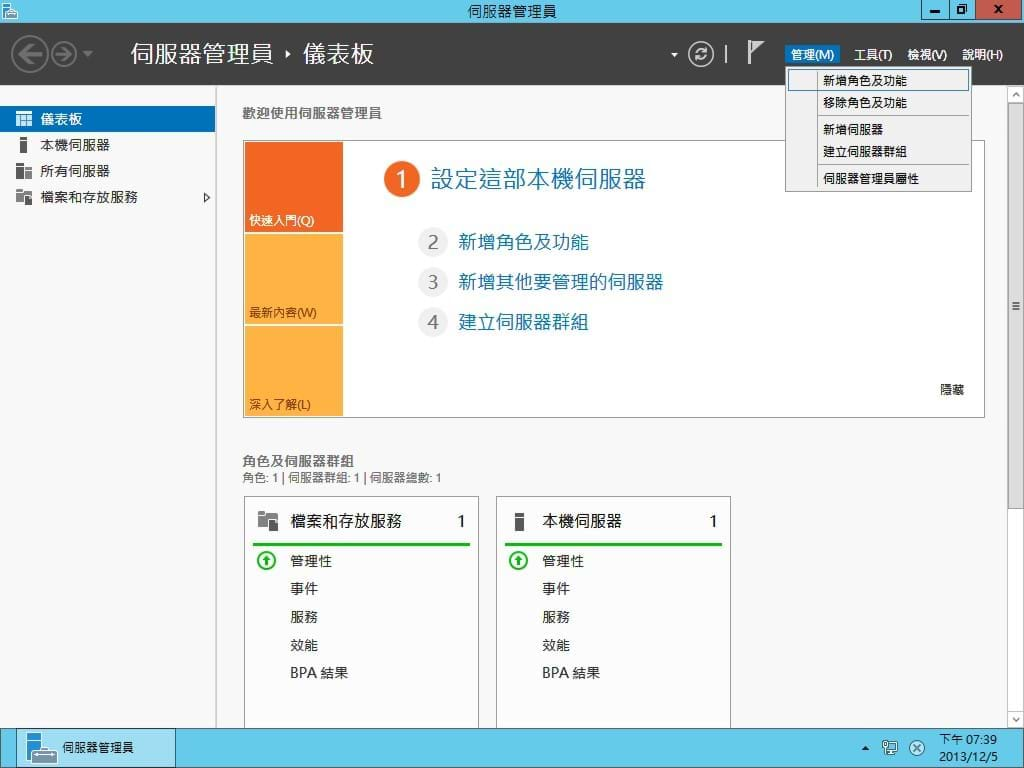 伺服器管理員
伺服器管理員 ‣ 儀表板
管理(M) 工具(T) 檢視(V) 說明(H)
新增角色及功能
移除角色及功能
新增伺服器
建立伺服器群組
伺服器管理員屬性
儀表板
本機伺服器
所有伺服器
檔案和存放服務
歡迎使用伺服器管理員
快速入門(Q)
最新內容(W)
深入了解(L)
1 設定這部本機伺服器
2 新增角色及功能
3 新增其他要管理的伺服器
4 建立伺服器群組
隱藏
角色及伺服器群組
角色: 1 | 伺服器群組: 1 | 伺服器總數: 1
檔案和存放服務 1
管理性
事件
服務
效能
BPA 結果
本機伺服器 1
管理性
事件
服務
效能
BPA 結果
伺服器管理員
下午 07:39
2013/12/5